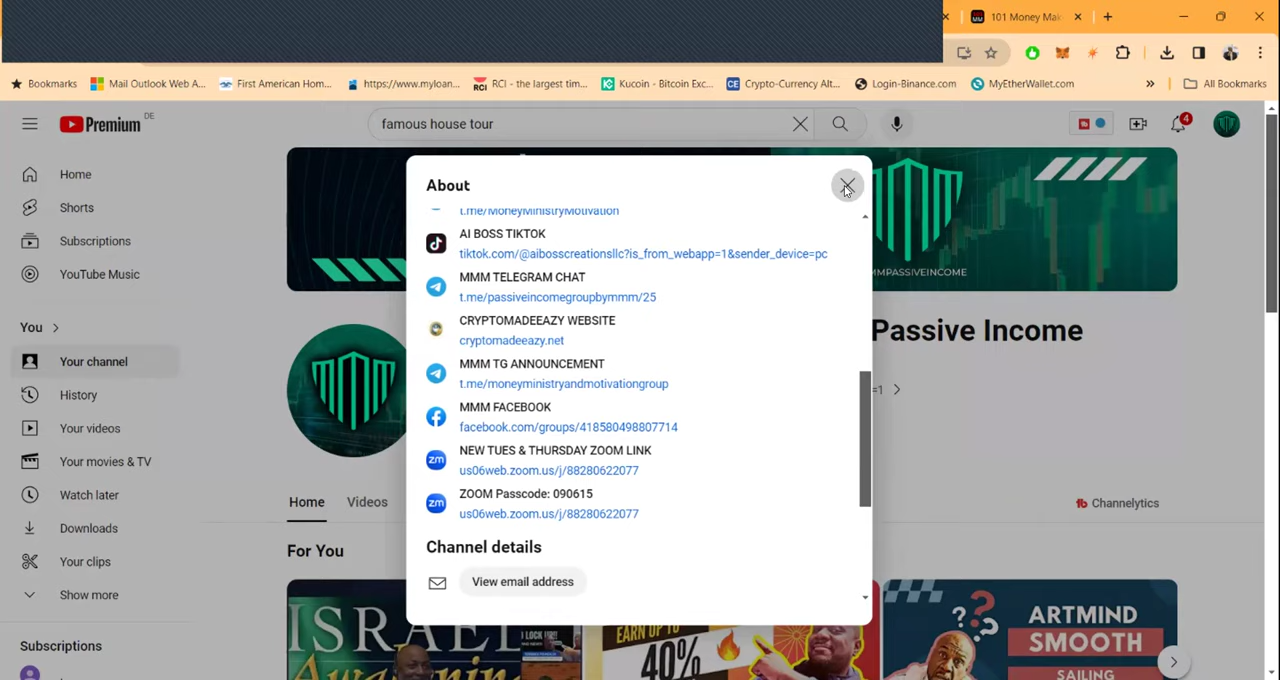 101 Money Mak
Bookmarks
Mail Outlook Web A...
First American Hom...
https://www.myloan...
RCI - the largest tim...
Kucoin - Bitcoin Exc...
Crypto-Currency Alt...
Login-Binance.com
MyEtherWallet.com
»
All Bookmarks
Premium DE
famous house tour
4
Home
Shorts
Subscriptions
YouTube Music
You
Your channel
History
Your videos
Your movies & TV
Watch later
Downloads
Your clips
Show more
Subscriptions
MPASSIVEINCOME
Passive Income
=1
Home
Videos
Channelytics
For You
About
t.me/MoneyMinistryMotivation
AI BOSS TIKTOK
tiktok.com/@aibosscreationsllc?is_from_webapp=1&sender_device=pc
MMM TELEGRAM CHAT
t.me/passiveincomegroupbymmm/25
CRYPTOMADEEAZY WEBSITE
cryptomadeeazy.net
MMM TG ANNOUNCEMENT
t.me/moneyministryandmotivationgroup
MMM FACEBOOK
facebook.com/groups/418580498807714
NEW TUES & THURSDAY ZOOM LINK
us06web.zoom.us/j/88280622077
ZOOM Passcode: 090615
us06web.zoom.us/j/88280622077
Channel details
View email address
ISRAEL
Awakening
LOCK UP!!
EARN UP TO
40%
ARTMIND
SMOOTH
SAILING